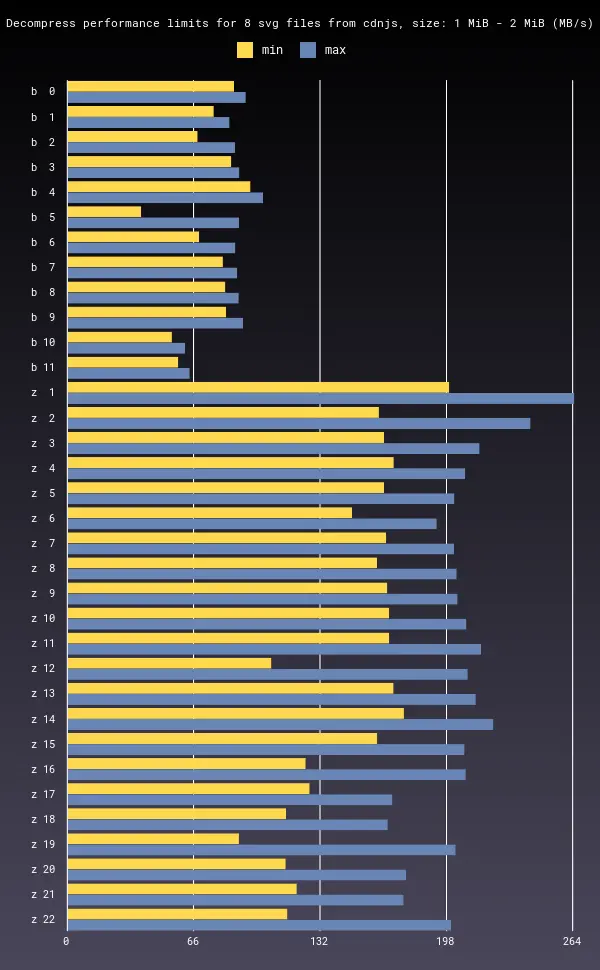 Decompress performance limits for 8 svg files from cdnjs, size: 1 MiB - 2 MiB (MB/s)
min max
b 0
b 1
b 2
b 3
b 4
b 5
b 6
b 7
b 8
b 9
b 10
b 11
z 1
z 2
z 3
z 4
z 5
z 6
z 7
z 8
z 9
z 10
z 11
z 12
z 13
z 14
z 15
z 16
z 17
z 18
z 19
z 20
z 21
z 22
0 66 132 198 264